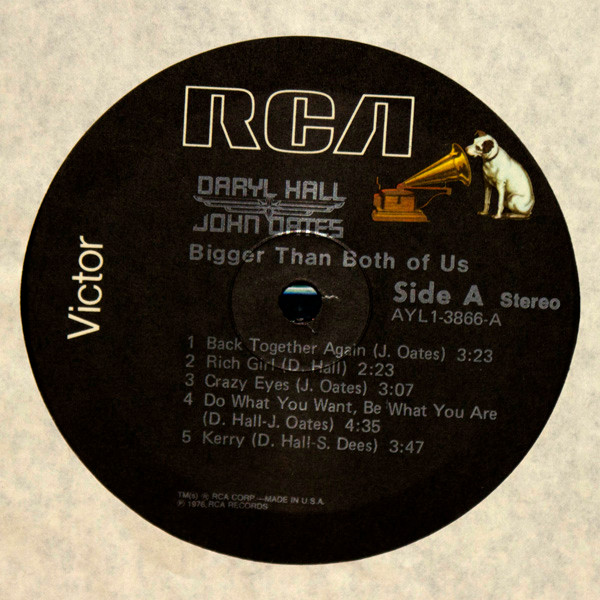 RCA
DARYL HALL
JOHN OATES
Bigger Than Both of Us
Side A Stereo
AYL1-3866-A
Victor
1 Back Together Again (J. Oates) 3:23
2 Rich Girl (D. Hall) 2:23
3 Crazy Eyes (J. Oates) 3:07
4 Do What You Want, Be What You Are
(D. Hall-J. Oates) 4:35
5 Kerry (D. Hall-S. Dees) 3:47
TM(s) ® RCA CORP.—MADE IN U.S.A.
℗ 1976, RCA RECORDS